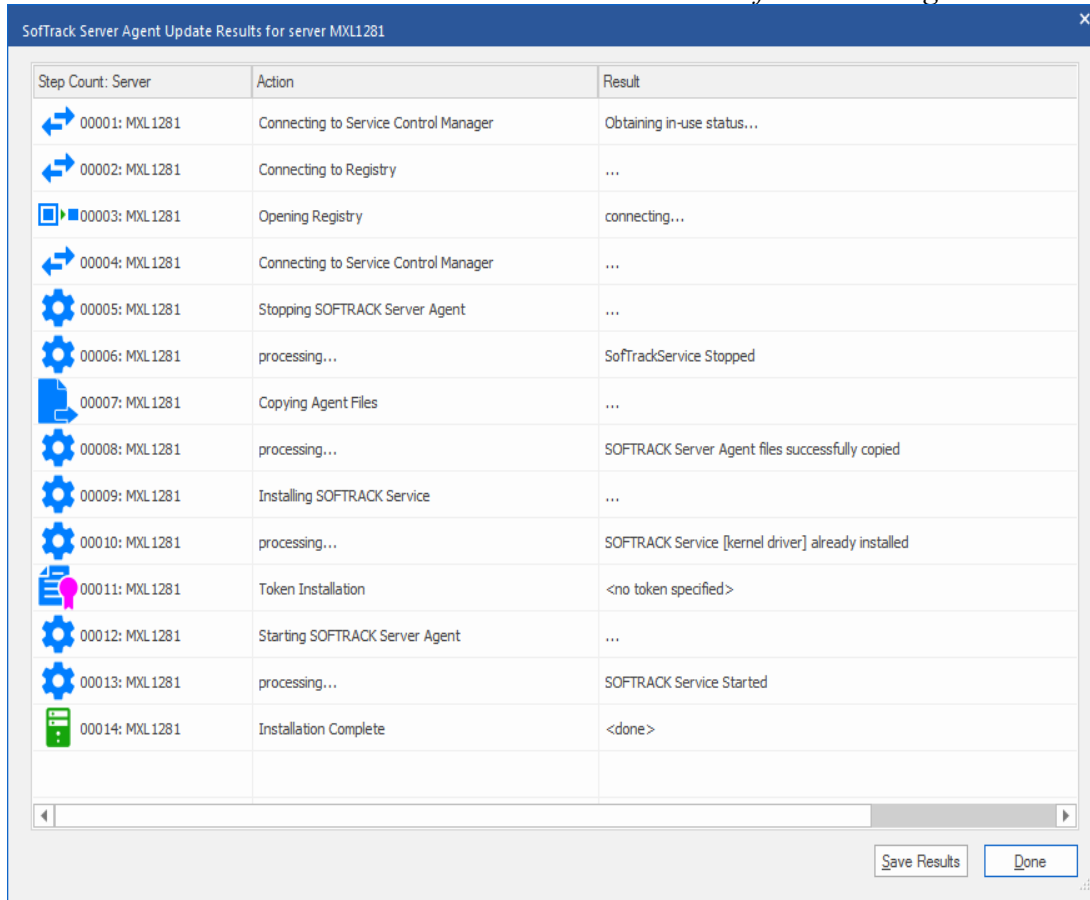 SofTrack Server Agent Update Results for server MXL1281
Step Count: Server Action Result
00001: MXL1281 Connecting to Service Control Manager Obtaining in-use status...
00002: MXL1281 Connecting to Registry ...
00003: MXL1281 Opening Registry connecting...
00004: MXL1281 Connecting to Service Control Manager ...
00005: MXL1281 Stopping SOFTRACK Server Agent ...
00006: MXL1281 processing... SofTrackService Stopped
00007: MXL1281 Copying Agent Files ...
00008: MXL1281 processing... SOFTRACK Server Agent files successfully copied
00009: MXL1281 Installing SOFTRACK Service ...
00010: MXL1281 processing... SOFTRACK Service [kernel driver] already installed
00011: MXL1281 Token Installation <no token specified>
00012: MXL1281 Starting SOFTRACK Server Agent ...
00013: MXL1281 processing... SOFTRACK Service Started
00014: MXL1281 Installation Complete <done>
Save Results Done